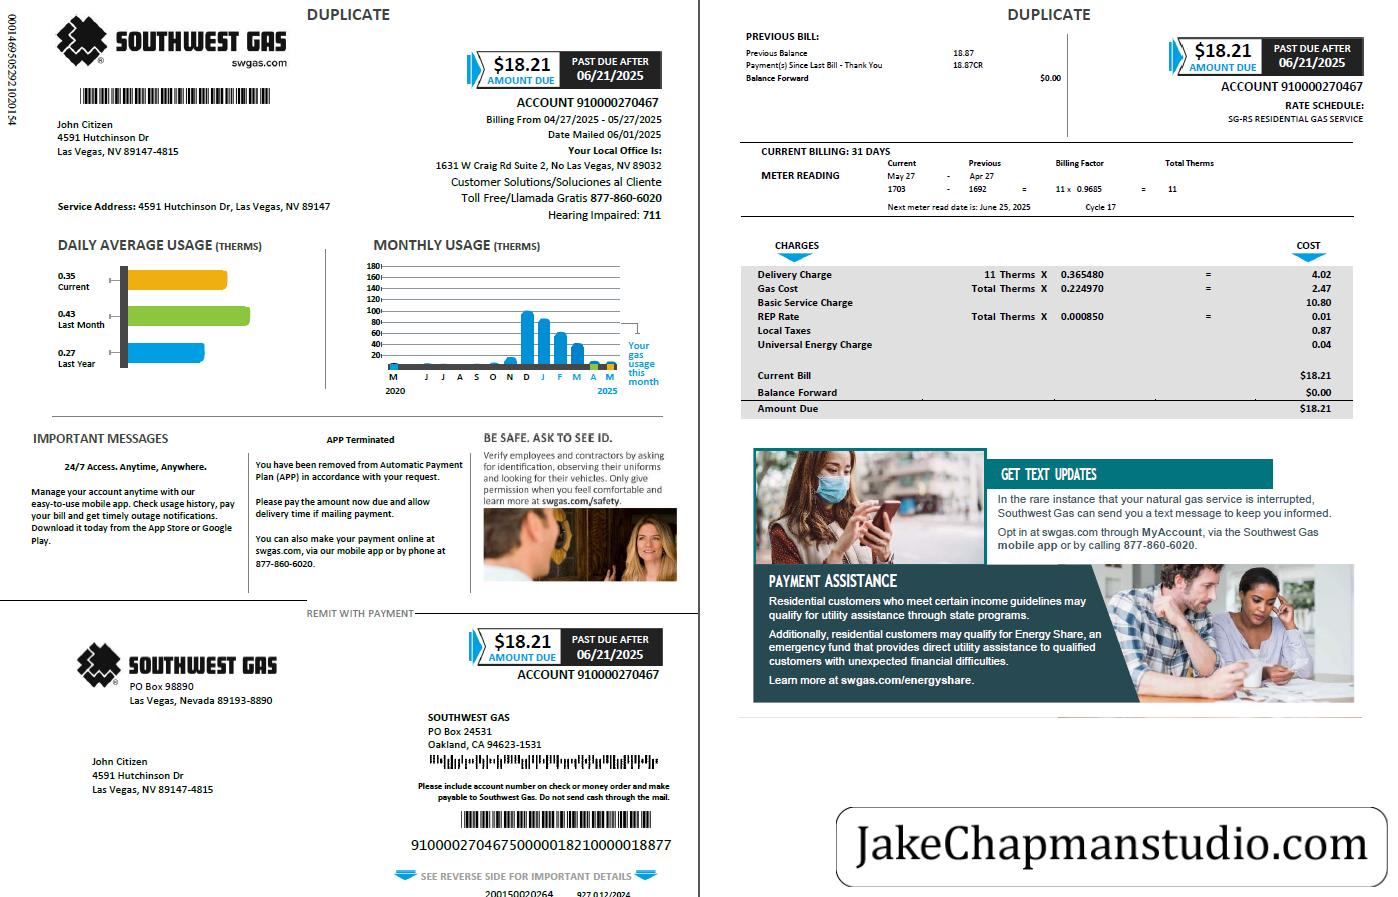 DUPLICATE
0001469505292102015​4
SOUTHWEST GAS
®
swgas.com
$18.21
AMOUNT DUE
PAST DUE AFTER
06/21/2025
ACCOUNT 910000270467
Billing From 04/27/2025 - 05/27/2025
Date Mailed 06/01/2025
Your Local Office Is:
1631 W Craig Rd Suite 2, No Las Vegas, NV 89032
Customer Solutions/Soluciones al Cliente
Toll Free/Llamada Gratis 877-860-6020
Hearing Impaired: 711
John Citizen
4591 Hutchinson Dr
Las Vegas, NV 89147-4815
Service Address: 4591 Hutchinson Dr, Las Vegas, NV 89147
DAILY AVERAGE USAGE (THERMS)
0.35
Current
0.43
Last Month
0.27
Last Year
MONTHLY USAGE (THERMS)
180
160
140
120
100
80
60
40
20
M J J A S O N D J F M A M
2020 2025
Your
gas
usage
this
month
IMPORTANT MESSAGES
24/7 Access. Anytime, Anywhere.
Manage your account anytime with our
easy-to-use mobile app. Check usage history, pay
your bill and get timely outage notifications.
Download it today from the App Store or Google
Play.
APP Terminated
You have been removed from Automatic Payment
Plan (APP) in accordance with your request.
Please pay the amount now due and allow
delivery time if mailing payment.
You can also make your payment online at
swgas.com, via our mobile app or by phone at
877-860-6020.
BE SAFE. ASK TO SEE ID.
Verify employees and contractors by asking
for identification, observing their uniforms
and looking for their vehicles. Only give
permission when you feel comfortable and
learn more at swgas.com/safety.
REMIT WITH PAYMENT
SOUTHWEST GAS
®
PO Box 98890
Las Vegas, Nevada 89193-8890
$18.21
AMOUNT DUE
PAST DUE AFTER
06/21/2025
ACCOUNT 910000270467
SOUTHWEST GAS
PO Box 24531
Oakland, CA 94623-1531
John Citizen
4591 Hutchinson Dr
Las Vegas, NV 89147-4815
Please include account number on check or money order and make
payable to Southwest Gas. Do not send cash through the mail.
9100002704675000001821000001887​7
SEE REVERSE SIDE FOR IMPORTANT DETAILS
200150020264 927.0 12/2024
DUPLICATE
PREVIOUS BILL:
Previous Balance 18.87
Payment(s) Since Last Bill - Thank You 18.87CR
Balance Forward $0.00
$18.21
AMOUNT DUE
PAST DUE AFTER
06/21/2025
ACCOUNT 910000270467
RATE SCHEDULE:
SG-RS RESIDENTIAL GAS SERVICE
CURRENT BILLING: 31 DAYS
Current Previous Billing Factor Total Therms
METER READING May 27 - Apr 27
1703 - 1692 = 11 x 0.9685 = 11
Next meter read date is: June 25, 2025 Cycle 17
CHARGES COST
Delivery Charge 11 Therms X 0.365480 = 4.02
Gas Cost Total Therms X 0.224970 = 2.47
Basic Service Charge 10.80
REP Rate Total Therms X 0.000850 = 0.01
Local Taxes 0.87
Universal Energy Charge 0.04
Current Bill $18.21
Balance Forward $0.00
Amount Due $18.21
GET TEXT UPDATES
In the rare instance that your natural gas service is interrupted,
Southwest Gas can send you a text message to keep you informed.
Opt in at swgas.com through MyAccount, via the Southwest Gas
mobile app or by calling 877-860-6020.
PAYMENT ASSISTANCE
Residential customers who meet certain income guidelines may
qualify for utility assistance through state programs.
Additionally, residential customers may qualify for Energy Share, an
emergency fund that provides direct utility assistance to qualified
customers with unexpected financial difficulties.
Learn more at swgas.com/energyshare.
JakeChapmanstudio.com